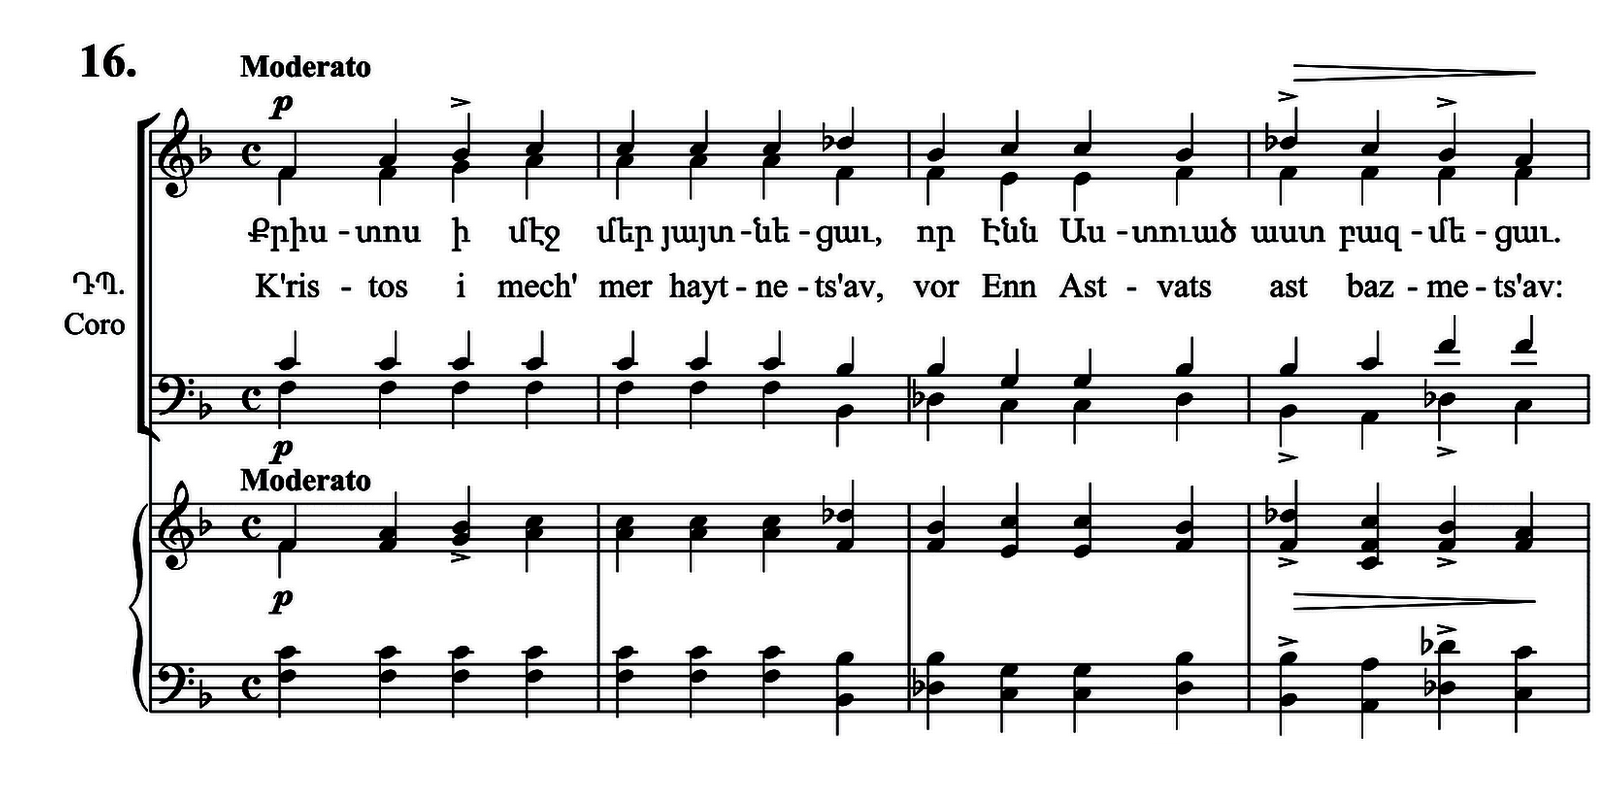 16.
Moderato
p
Քրիս - տոս ի մէջ մեր յայտ - նե - ցաւ, որ Էնն Աս - տուած աստ բազ - մե - ցաւ.
ԴՊ.
K'ris - tos i mech' mer hayt - ne - ts'av, vor Enn Ast - vats ast baz - me - ts'av:
Coro
p
Moderato
p